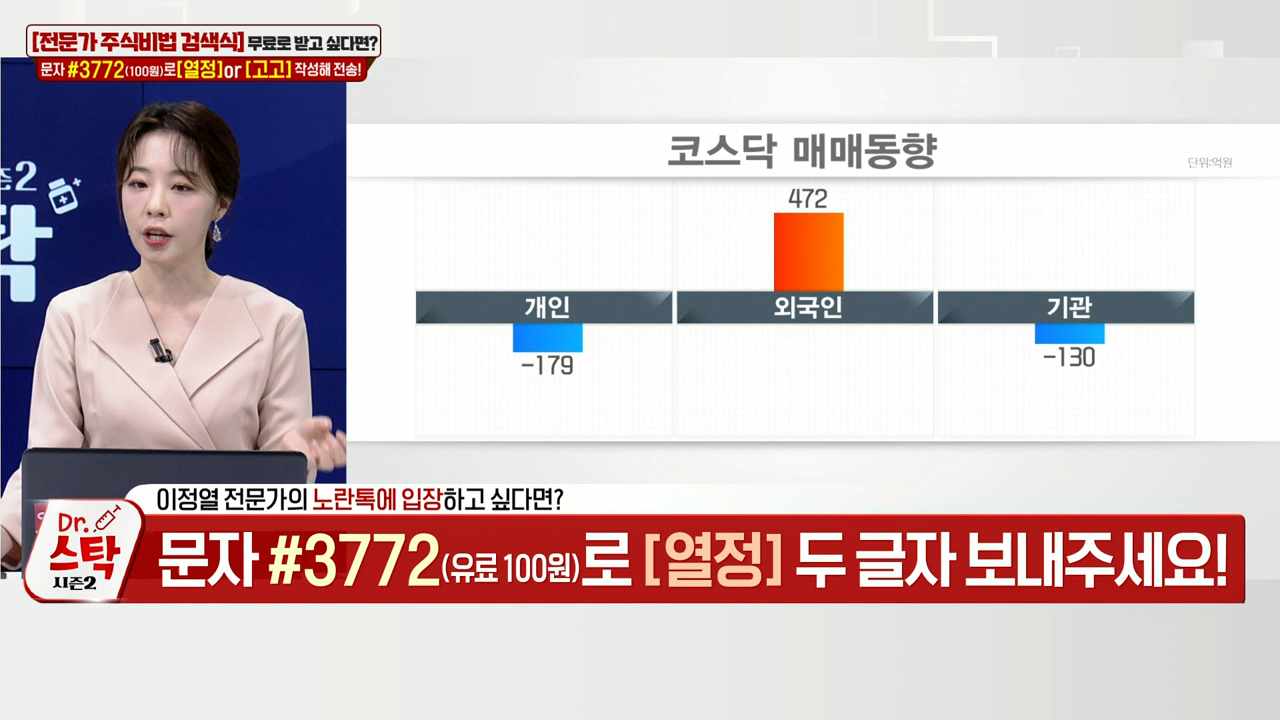 [전문가 주식비법 검색식] 무료로 받고 싶다면?
문자 #3772(100원)로 [열정]or [고고] 작성해 전송!
즌2
탁
코스닥 매매동향
단위:억원
472
개인
외국인
기관
-179
-130
이정열 전문가의 노란톡에 입장하고 싶다면?
Dr.
스탁
시즌2
문자 #3772(유료 100원)로 [열정] 두 글자 보내주세요!